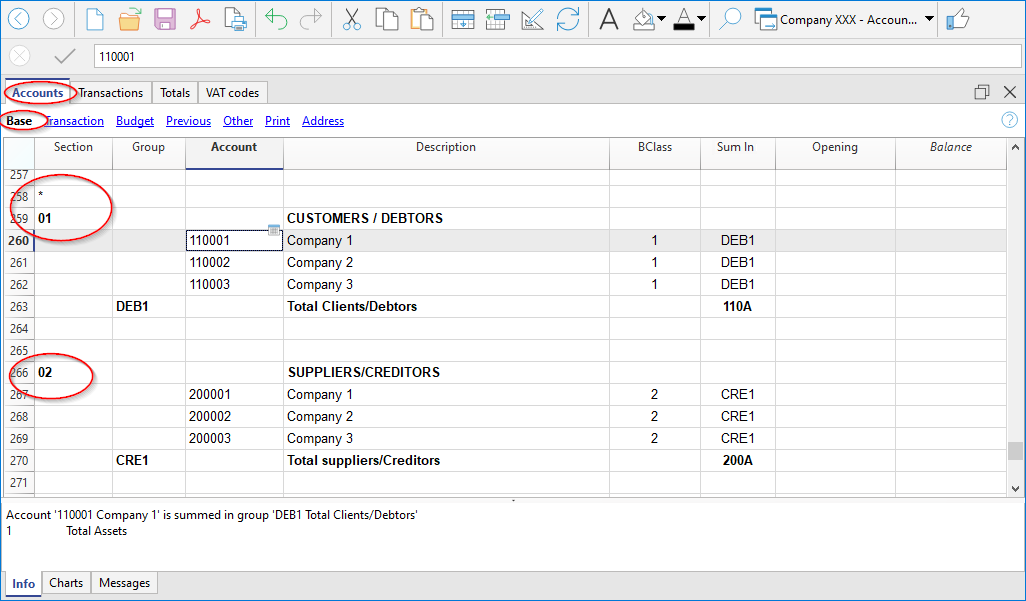 Company XXX - Accoun...
110001
Accounts Transactions Totals VAT codes
Base Transaction Budget Previous Other Print Address
Section Group Account Description BClass Sum In Opening Balance
257
258 *
259 01 CUSTOMERS / DEBTORS
260 110001 Company 1 1 DEB1
261 110002 Company 2 1 DEB1
262 110003 Company 3 1 DEB1
263 DEB1 Total Clients/Debtors 110A
264
265
266 02 SUPPLIERS/CREDITORS
267 200001 Company 1 2 CRE1
268 200002 Company 2 2 CRE1
269 200003 Company 3 2 CRE1
270 CRE1 Total suppliers/Creditors 200A
271
Account '110001 Company 1' is summed in group 'DEB1 Total Clients/Debtors'
1 Total Assets
Info Charts Messages